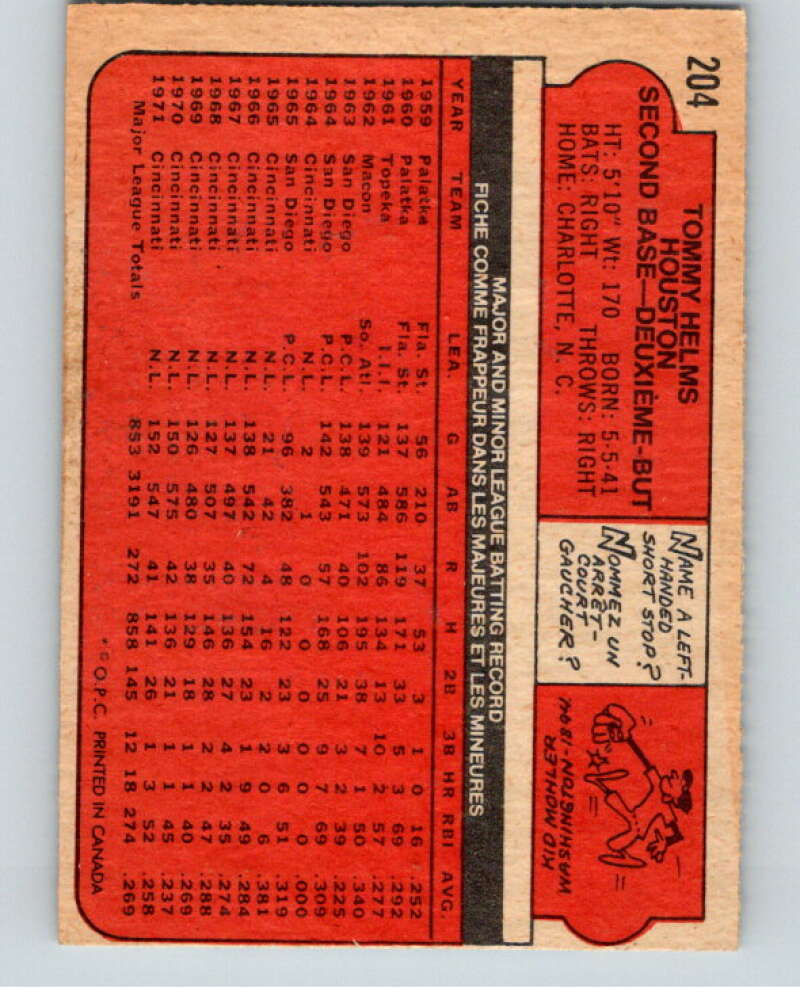 204
TOMMY HELMS
HOUSTON
SECOND BASE—DEUXIÈME-BUT
HT: 5'10" Wt: 170 BORN: 5-5-41
BATS: RIGHT THROWS: RIGHT
HOME: CHARLOTTE, N. C.
NAME A LEFT-
HANDED
SHORT STOP?
NOMMEZ UN
ARRÊT-
COURT
GAUCHER?
KID MOHLER
WASHINGTON-1890U
MAJOR AND MINOR LEAGUE BATTING RECORD
FICHE COMME FRAPPEUR DANS LES MAJEURES ET LES MINEURES
YEAR TEAM LEA. G AB R H 2B 3B HR RBI AVG.
1959 Palatka Fla. St. 56 210 37 53 3 1 0 16 .252
1960 Palatka Fla. St. 137 586 119 171 33 5 3 69 .292
1961 Topeka I.I.I. 121 484 86 134 13 10 2 57 .277
1962 Macon So. Atl. 139 573 102 195 38 7 1 50 .340
1963 San Diego P.C.L. 138 471 40 106 21 3 2 39 .225
1964 San Diego P.C.L. 142 543 57 168 25 9 7 69 .309
1964 Cincinnati N.L. 2 1 0 0 0 0 0 0 .000
1965 San Diego P.C.L. 96 382 48 122 23 3 6 51 .319
1965 Cincinnati N.L. 21 42 4 16 2 2 0 6 .381
1966 Cincinnati N.L. 138 542 72 154 23 1 9 49 .284
1967 Cincinnati N.L. 137 497 40 136 27 4 2 35 .274
1968 Cincinnati N.L. 127 507 35 146 28 2 2 47 .288
1969 Cincinnati N.L. 126 480 38 129 18 1 1 40 .269
1970 Cincinnati N.L. 150 575 42 136 21 1 1 45 .237
1971 Cincinnati N.L. 152 547 41 141 26 1 3 52 .258
Major League Totals 853 3191 272 858 145 12 18 274 .269
*© O.P.C. PRINTED IN CANADA